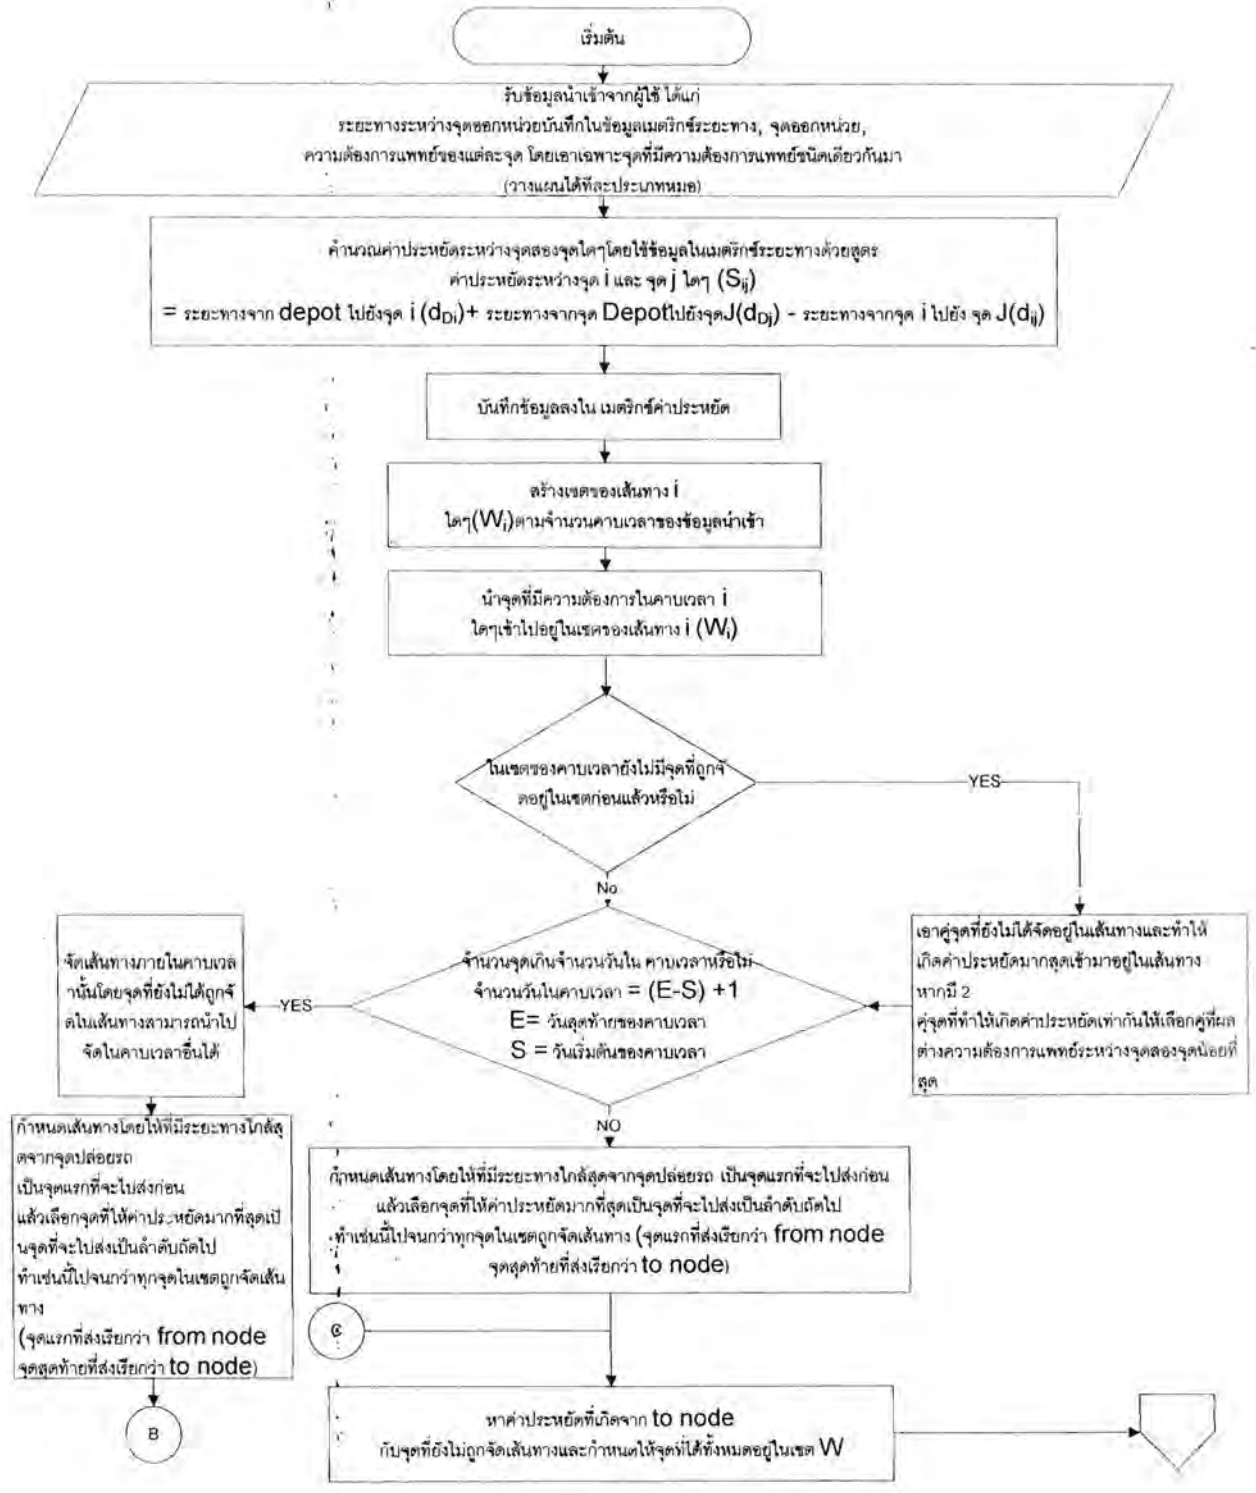 เริ่มต้น
รับข้อมูลนำเข้าจากผู้ใช้ ได้แก่
ระยะทางระหว่างจุดออกหน่วยบันทึกในข้อมูลเมตริกซ์ระยะทาง, จุดออกหน่วย,
ความต้องการแพทย์ของแต่ละจุด โดยเอาเฉพาะจุดที่มีความต้องการแพทย์ชนิดเดียวกันมา
(วางแผนได้ทีละประเภทหมอ)
คำนวณค่าประหยัดระหว่างจุดสองจุดใดๆโดยใช้ข้อมูลในเมตริกซ์ระยะทางด้วยสูตร
ค่าประหยัดระหว่างจุด i และ จุด j ใดๆ (Sij)
= ระยะทางจาก depot ไปยังจุด i (dDi)+ ระยะทางจากจุด DepotไปยังจุดJ(dDj) - ระยะทางจากจุด i ไปยัง จุด J(dij)
บันทึกข้อมูลลงใน เมตริกซ์ค่าประหยัด
สร้างเซตของเส้นทาง i
ใดๆ(Wi)ตามจำนวนคาบเวลาของข้อมูลนำเข้า
นำจุดที่มีความต้องการในคาบเวลา i
ใดๆเข้าไปอยู่ในเซตของเส้นทาง i (Wi)
ในเซตของคาบเวลายังไม่มีจุดที่ถูกจั
ดอยู่ในเซตก่อนแล้วหรือไม่
YES
No
เอาคู่จุดที่ยังไม่ได้จัดอยู่ในเส้นทางและทำให้
เกิดค่าประหยัดมากสุดเข้ามาอยู่ในเส้นทาง
หากมี 2
คู่จุดที่ทำให้เกิดค่าประหยัดเท่ากันให้เลือกคู่ที่ผล
ต่างความต้องการแพทย์ระหว่างจุดสองจุดน้อยที่
สุด
จำนวนจุดเกินจำนวนวันใน คาบเวลาหรือไม่
จำนวนวันในคาบเวลา = (E-S) +1
E= วันสุดท้ายของคาบเวลา
S = วันเริ่มต้นของคาบเวลา
YES
จัดเส้นทางภายในคาบเวล
านั้นโดยจุดที่ยังไม่ได้ถูกจั
ดในเส้นทางสามารถนำไป
จัดในคาบเวลาอื่นได้
NO
กำหนดเส้นทางโดยให้ที่มีระยะทางใกล้สุ
ดจากจุดปล่อยรถ
เป็นจุดแรกที่จะไปส่งก่อน
แล้วเลือกจุดที่ให้ค่าประหยัดมากที่สุดเป็
นจุดที่จะไปส่งเป็นลำดับถัดไป
ทำเช่นนี้ไปจนกว่าทุกจุดในเซตถูกจัดเส้น
ทาง
(จุดแรกที่ส่งเรียกว่า from node
จุดสุดท้ายที่ส่งเรียกว่า to node)
B
กำหนดเส้นทางโดยให้ที่มีระยะทางใกล้สุดจากจุดปล่อยรถ เป็นจุดแรกที่จะไปส่งก่อน
แล้วเลือกจุดที่ให้ค่าประหยัดมากที่สุดเป็นจุดที่จะไปส่งเป็นลำดับถัดไป
ทำเช่นนี้ไปจนกว่าทุกจุดในเซตถูกจัดเส้นทาง (จุดแรกที่ส่งเรียกว่า from node
จุดสุดท้ายที่ส่งเรียกว่า to node)
C
หาค่าประหยัดที่เกิดจาก to node
กับจุดที่ยังไม่ถูกจัดเส้นทางและกำหนดให้จุดที่ได้ทั้งหมดอยู่ในเซต W